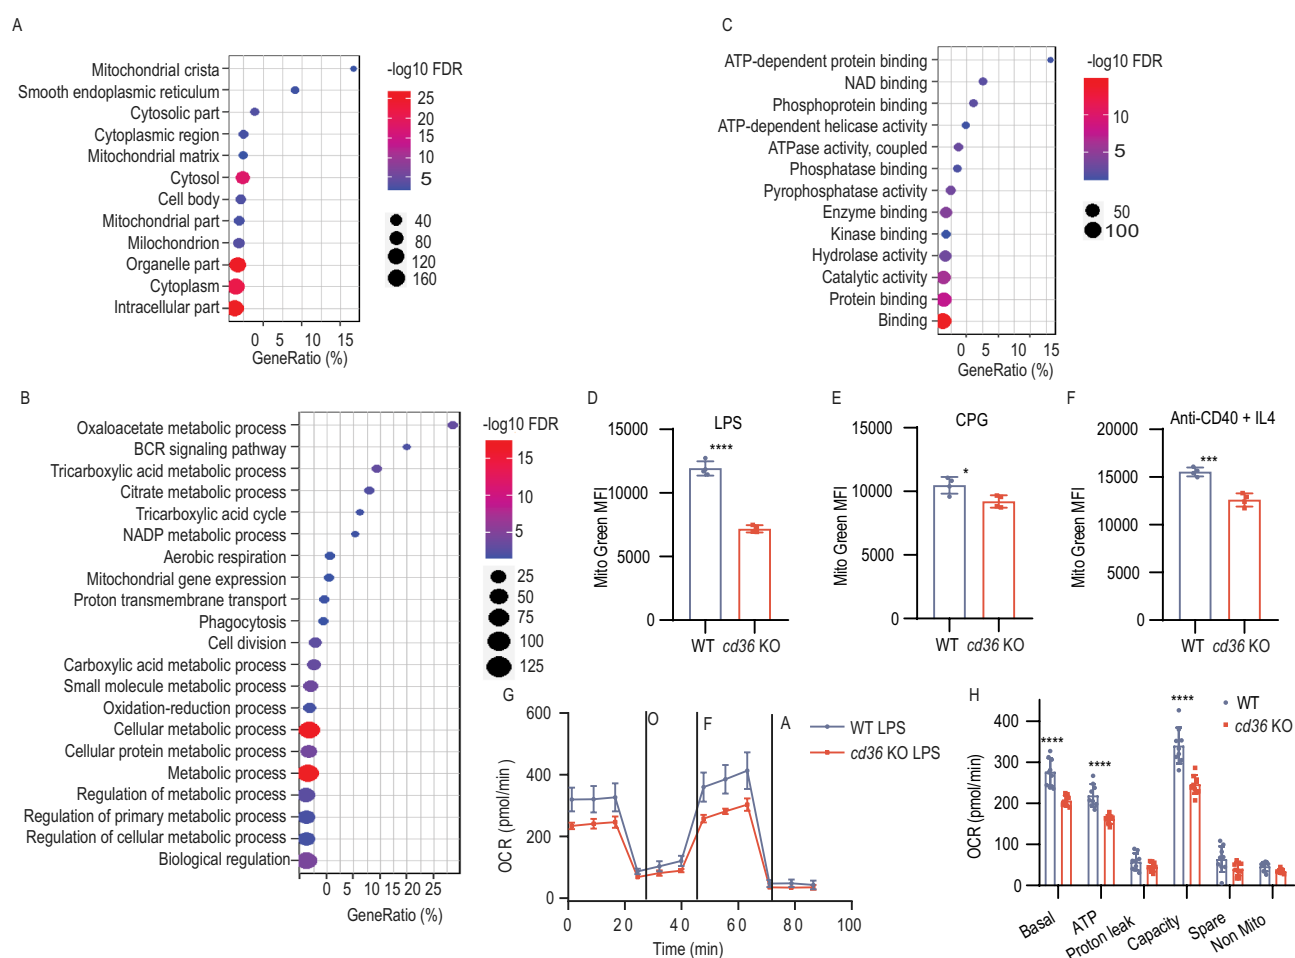 A
Mitochondrial crista
Smooth endoplasmic reticulum
Cytosolic part
Cytoplasmic region
Mitochondrial matrix
Cytosol
Cell body
Mitochondrial part
Milochondrion
Organelle part
Cytoplasm
Intracellular part
0 5 10 15
GeneRatio (%)
-log10 FDR
25
20
15
10
5
40
80
120
160
C
ATP-dependent protein binding
NAD binding
Phosphoprotein binding
ATP-dependent helicase activity
ATPase activity, coupled
Phosphatase binding
Pyrophosphatase activity
Enzyme binding
Kinase binding
Hydrolase activity
Catalytic activity
Protein binding
Binding
0 5 10 15
GeneRatio (%)
-log10 FDR
10
5
50
100
B
Oxaloacetate metabolic process
BCR signaling pathway
Tricarboxylic acid metabolic process
Citrate metabolic process
Tricarboxylic acid cycle
NADP metabolic process
Aerobic respiration
Mitochondrial gene expression
Proton transmembrane transport
Phagocytosis
Cell division
Carboxylic acid metabolic process
Small molecule metabolic process
Oxidation-reduction process
Cellular metabolic process
Cellular protein metabolic process
Metabolic process
Regulation of metabolic process
Regulation of primary metabolic process
Regulation of cellular metabolic process
Biological regulation
0 5 10 15 20 25
GeneRatio (%)
-log10 FDR
15
10
5
25
50
75
100
125
D
LPS
Mito Green MFI
15000
10000
5000
0
****
WT cd36 KO
E
CPG
Mito Green MFI
15000
10000
5000
0
*
WT cd36 KO
F
Anti-CD40 + IL4
Mito Green MFI
20000
15000
10000
5000
0
***
WT cd36 KO
G
OCR (pmol/min )
600
400
200
0
O
F
A
0 20 40 60 80 100
Time (min)
WT LPS
cd36 KO LPS
H
OCR (pmol/min)
400
300
200
100
0
****
****
****
WT
cd36 KO
Basal
ATP
Proton leak
Capacity
Spare
Non Mito